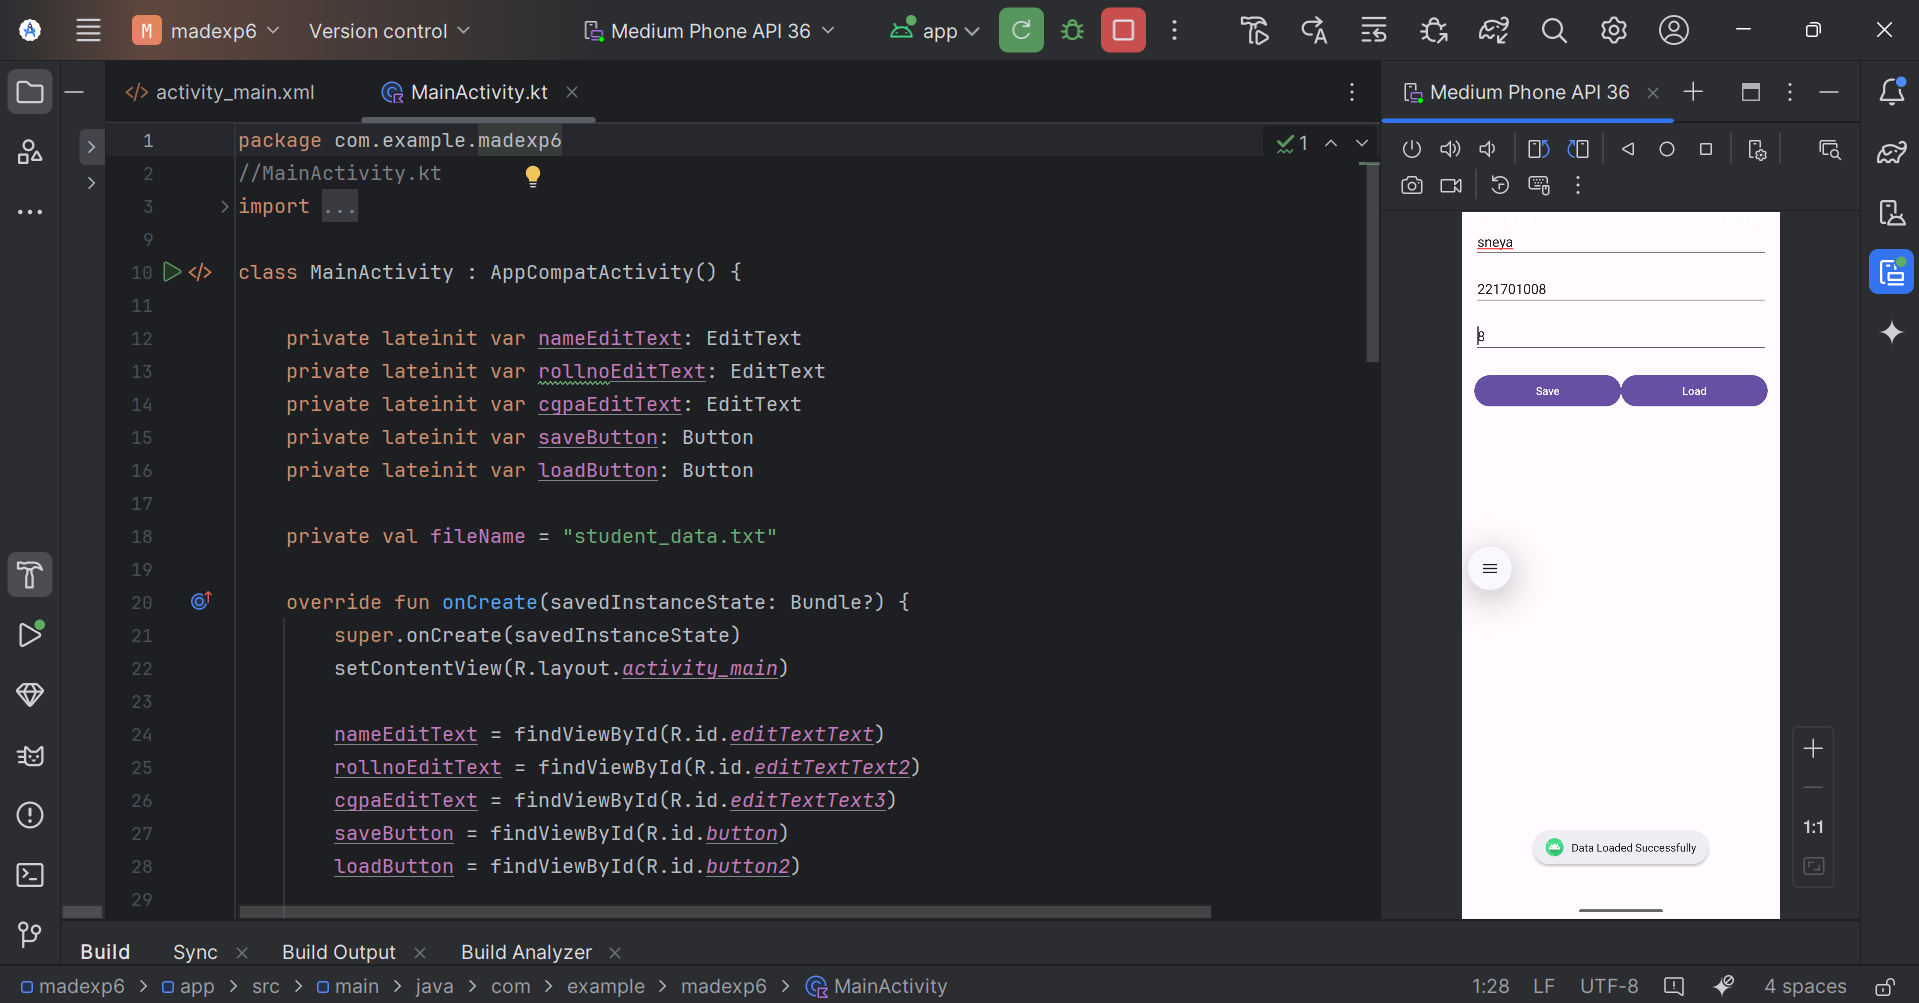 M madexp6 Version control Medium Phone API 36 app
activity_main.xml MainActivity.kt Medium Phone API 36
1 package com.example.madexp6 1
2 //MainActivity.kt
3 import ...
9
10 class MainActivity : AppCompatActivity() {
11
12 private lateinit var nameEditText: EditText
13 private lateinit var rollnoEditText: EditText
14 private lateinit var cgpaEditText: EditText
15 private lateinit var saveButton: Button
16 private lateinit var loadButton: Button
17
18 private val fileName = "student_data.txt"
19
20 override fun onCreate(savedInstanceState: Bundle?) {
21 super.onCreate(savedInstanceState)
22 setContentView(R.layout.activity_main)
23
24 nameEditText = findViewById(R.id.editTextText)
25 rollnoEditText = findViewById(R.id.editTextText2)
26 cgpaEditText = findViewById(R.id.editTextText3)
27 saveButton = findViewById(R.id.button)
28 loadButton = findViewById(R.id.button2)
29
sneya
221701008
8
Save Load
Data Loaded Successfully
1:1
Build Sync Build Output Build Analyzer
madexp6 > app > src > main > java > com > example > madexp6 > MainActivity 1:28 LF UTF-8 4 spaces